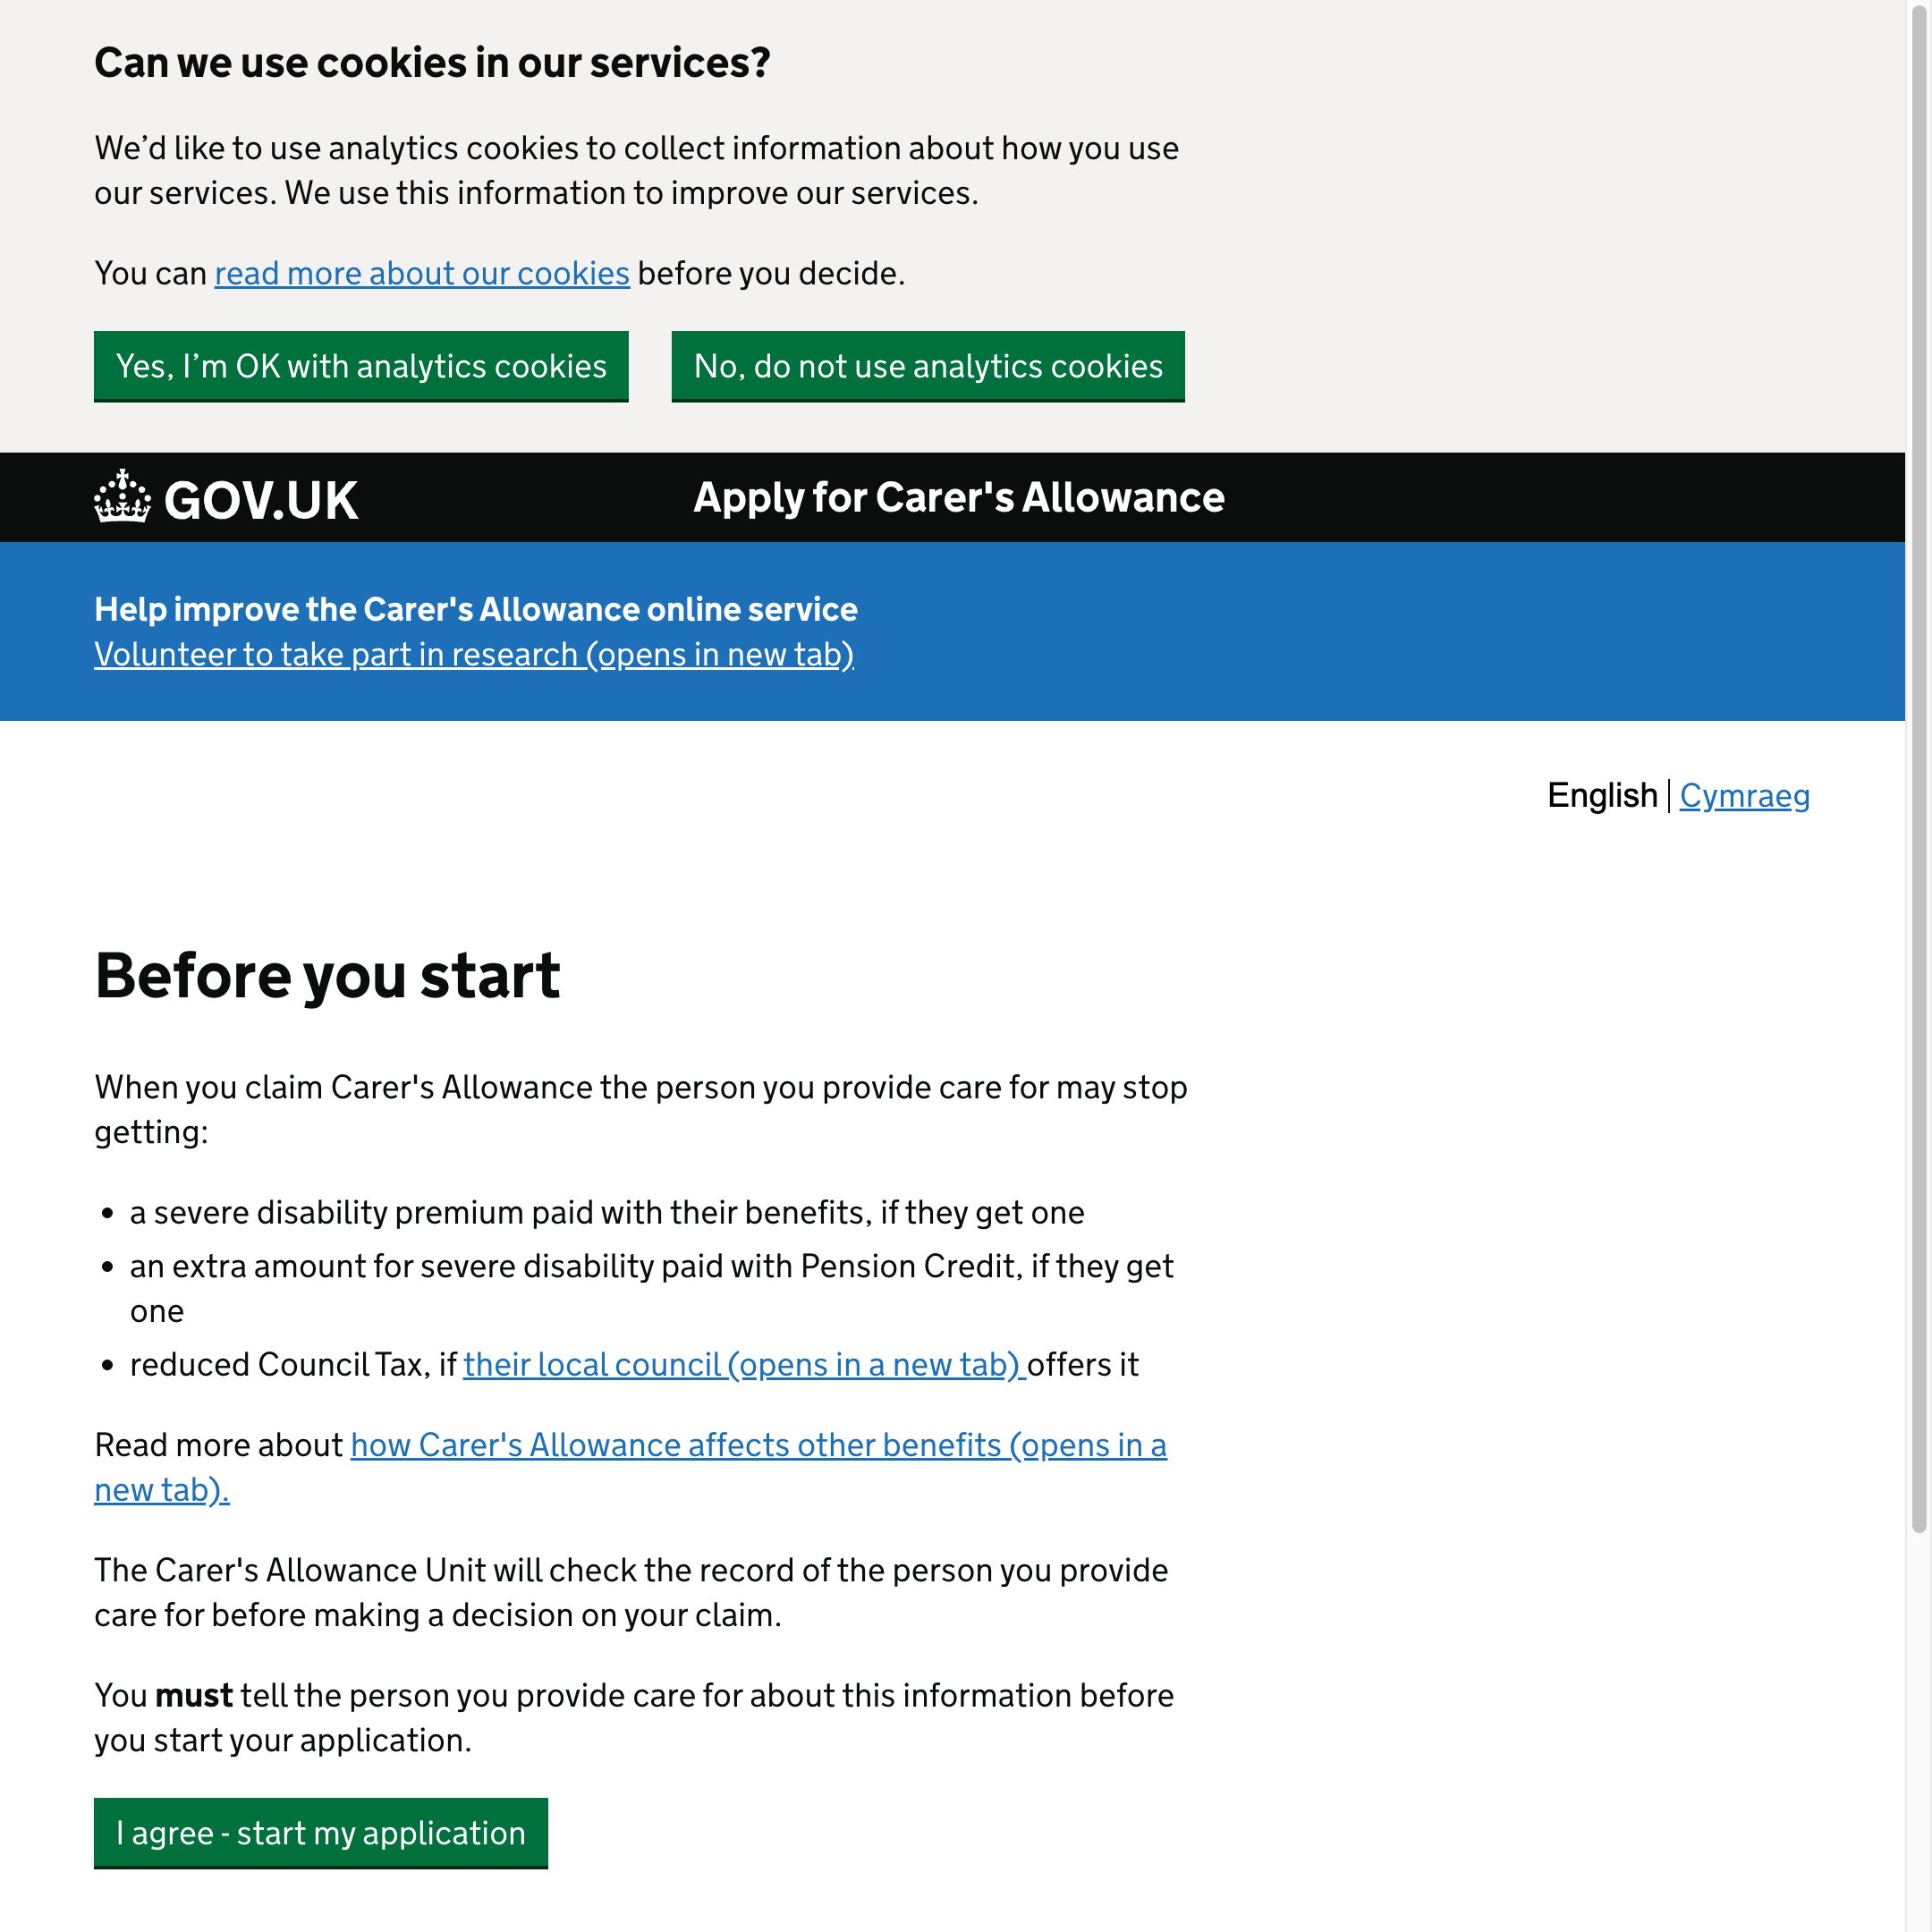 Can we use cookies in our services?
We’d like to use analytics cookies to collect information about how you use
our services. We use this information to improve our services.
You can read more about our cookies before you decide.
Yes, I’m OK with analytics cookies
No, do not use analytics cookies
GOV.UK
Apply for Carer's Allowance
Help improve the Carer's Allowance online service
Volunteer to take part in research (opens in new tab)
English | Cymraeg
Before you start
When you claim Carer's Allowance the person you provide care for may stop
getting:
• a severe disability premium paid with their benefits, if they get one
• an extra amount for severe disability paid with Pension Credit, if they get
one
• reduced Council Tax, if their local council (opens in a new tab) offers it
Read more about how Carer's Allowance affects other benefits (opens in a
new tab).
The Carer's Allowance Unit will check the record of the person you provide
care for before making a decision on your claim.
You must tell the person you provide care for about this information before
you start your application.
I agree - start my application